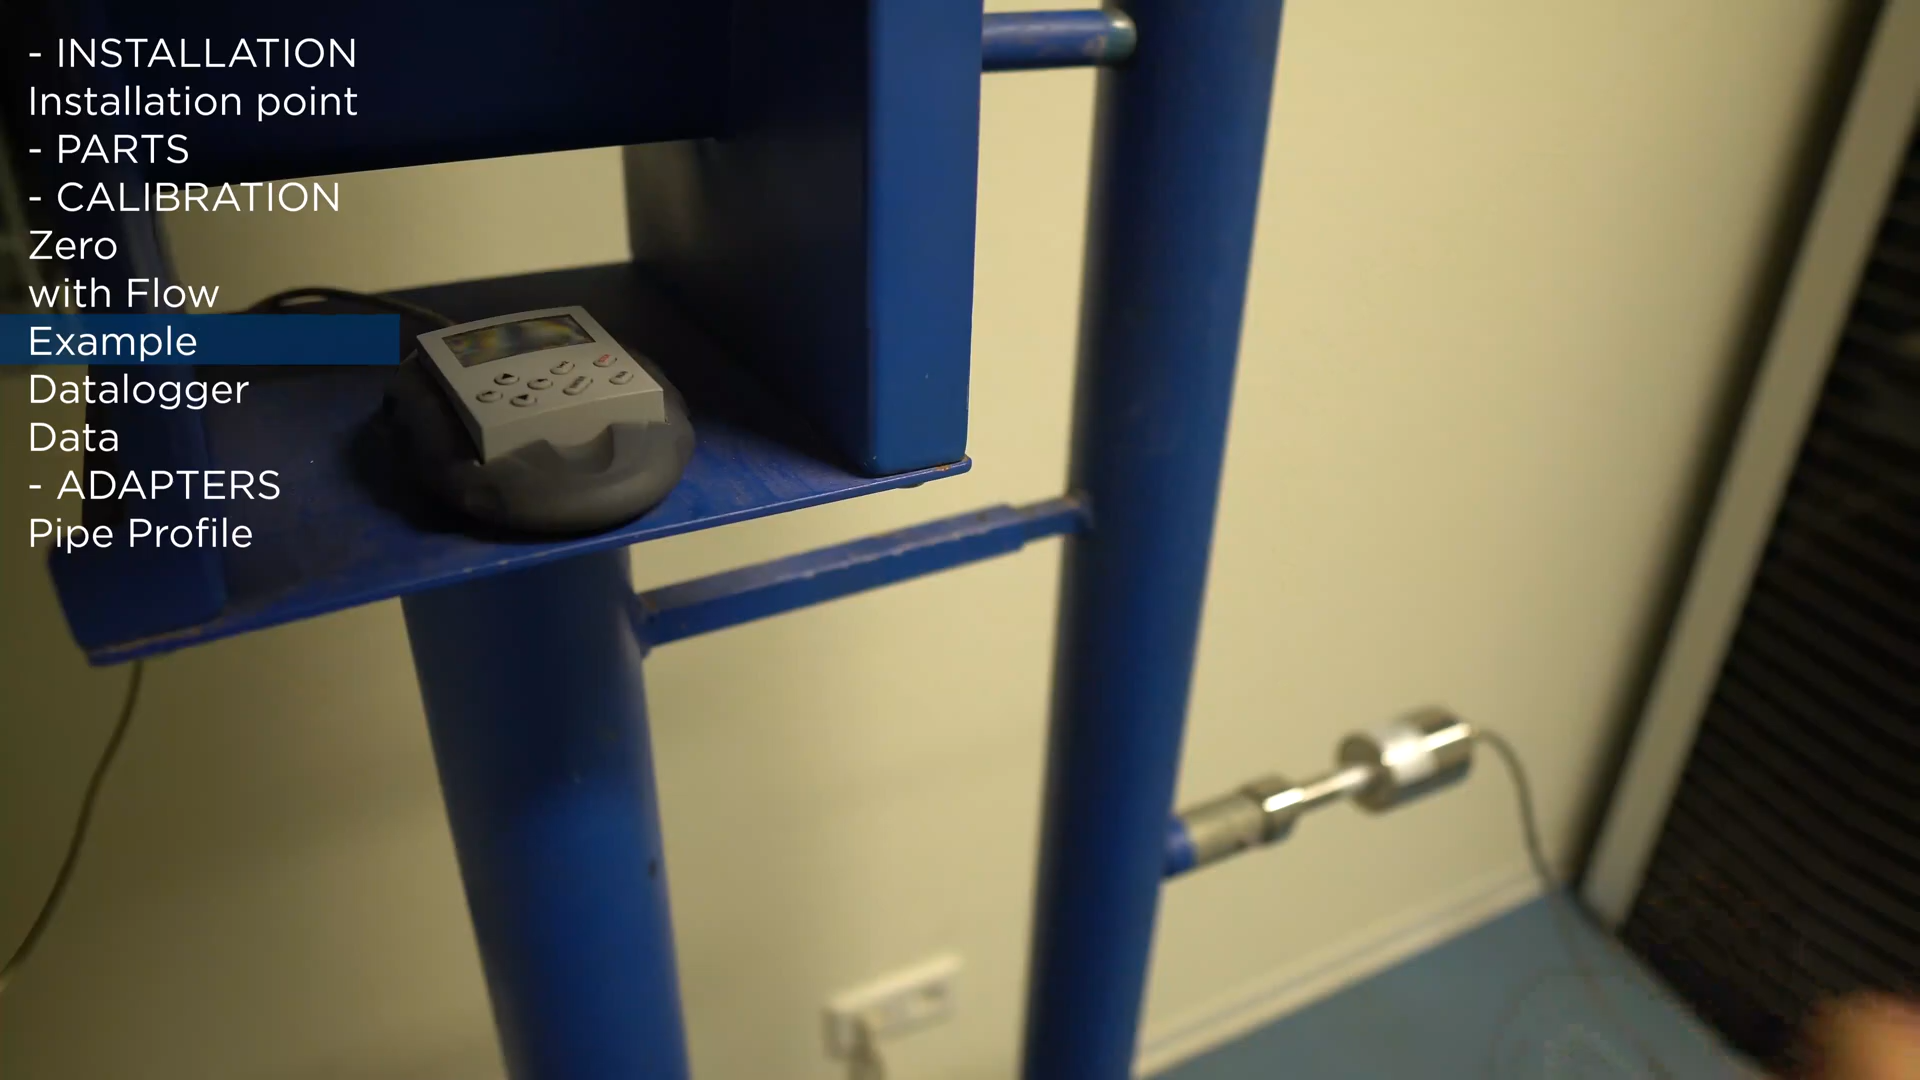 - INSTALLATION
Installation point
- PARTS
- CALIBRATION
Zero
with Flow
Example
Datalogger
Data
- ADAPTERS
Pipe Profile